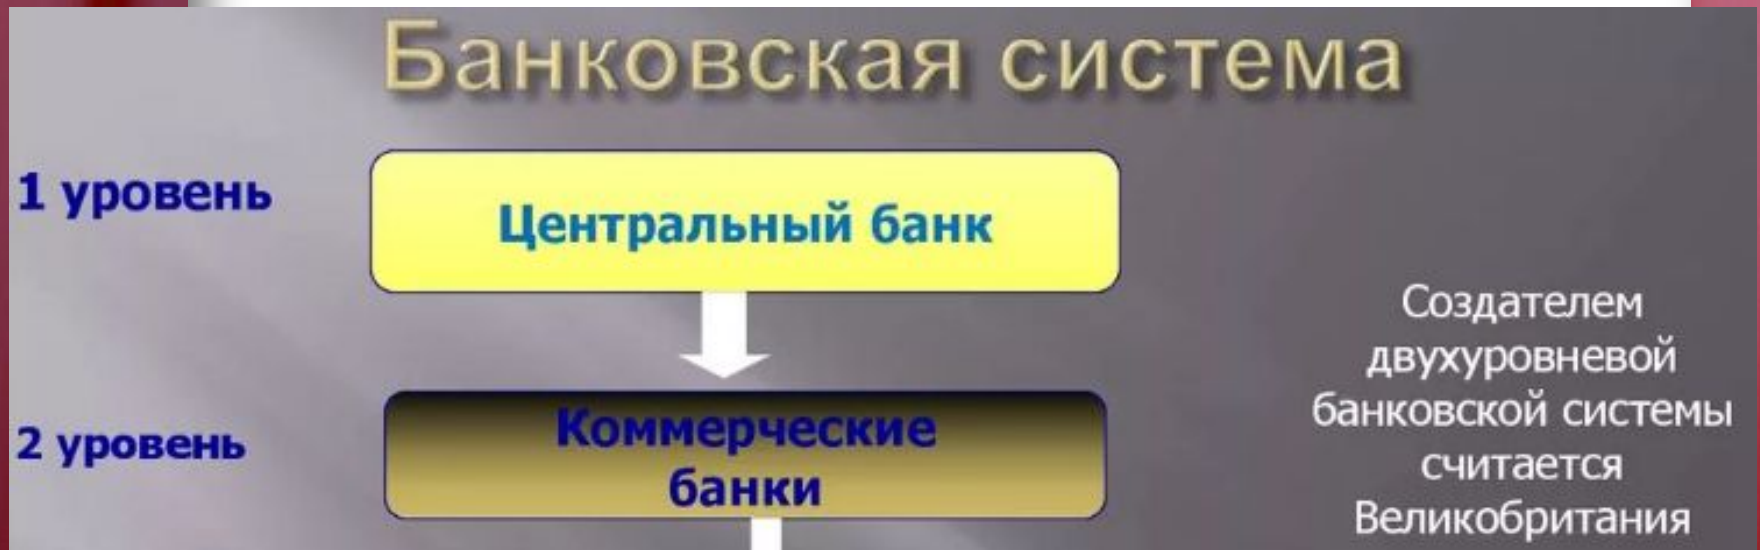 Банковская система
1 уровень
Центральный банк
2 уровень
Коммерческие
банки
Создателем
двухуровневой
банковской системы
считается
Великобритания